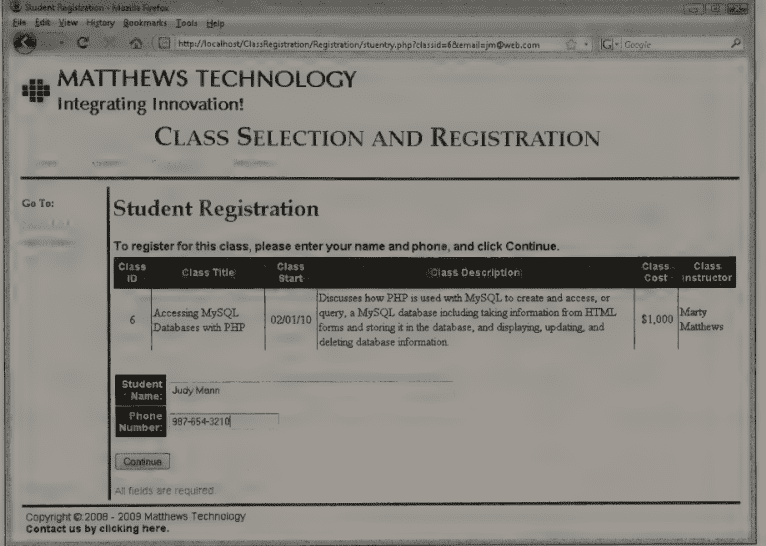 Student Registration - Mozilla Firefox
File Edit View History Bookmarks Tools Help
http://localhost/ClassRegistration/Registration/stuentry.php?classid=6&email=jm@web.com
Google
MATTHEWS TECHNOLOGY
Integrating Innovation!
CLASS SELECTION AND REGISTRATION
Go To:
Student Registration
To register for this class, please enter your name and phone, and click Continue.
Class ID Class Title Class Start Class Description Class Cost Class Instructor
6 Accessing MySQL Databases with PHP 02/01/10 Discusses how PHP is used with MySQL to create and access, or
query, a MySQL database including taking information from HTML
forms and storing it in the database, and displaying, updating, and
deleting database information. $1,000 Marty Matthews
Student Name: Judy Mann
Phone Number: 987-654-3210
Continue
All fields are required
Copyright © 2008 - 2009 Matthews Technology
Contact us by clicking here.